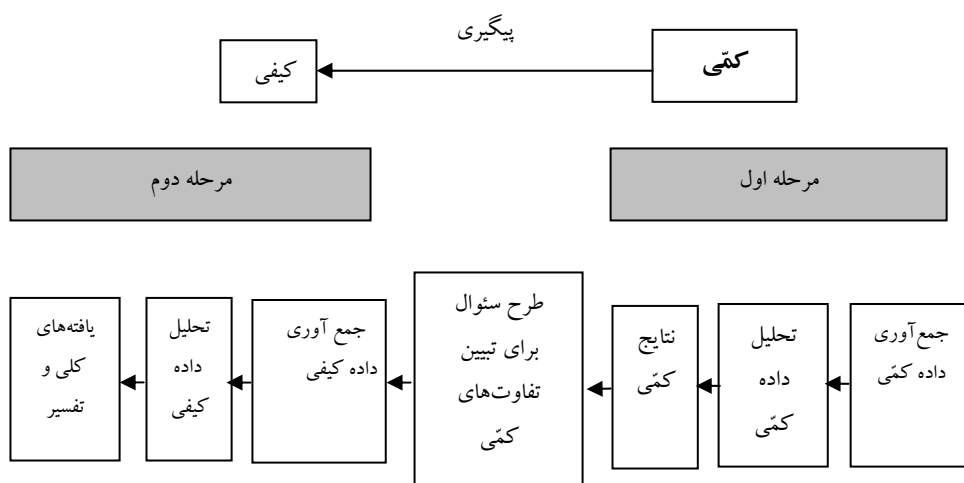 پیگیری
کمّی
کیفی
مرحله اول
مرحله دوم
جمع‌آوری
داده کمّی
تحلیل
داده
کمّی
نتایج
کمّی
طرح سئوال
برای تبیین
تفاوت‌های
کمّی
جمع آوری
داده کیفی
تحلیل
داده
کیفی
یافته‌های
کلی و
تفسیر